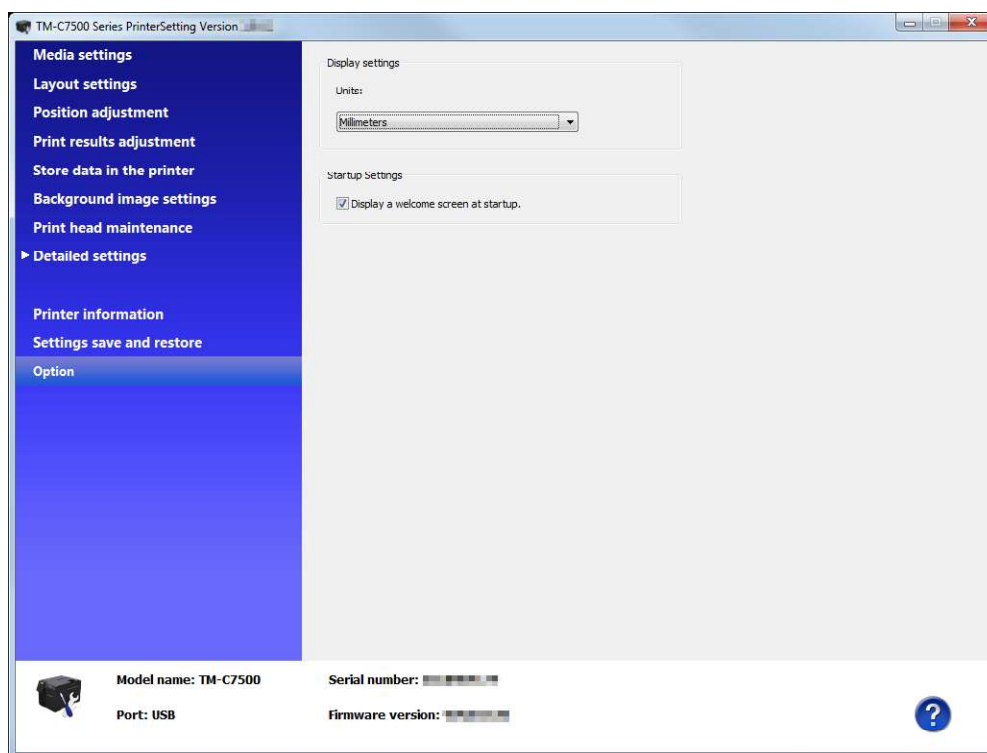 TM-C7500 Series PrinterSetting Version
Media settings
Layout settings
Position adjustment
Print results adjustment
Store data in the printer
Background image settings
Print head maintenance
Detailed settings
Printer information
Settings save and restore
Option
Display settings
Units:
Millimeters
Startup Settings
Display a welcome screen at startup.
Model name: TM-C7500
Serial number:
Port: USB
Firmware version:
?